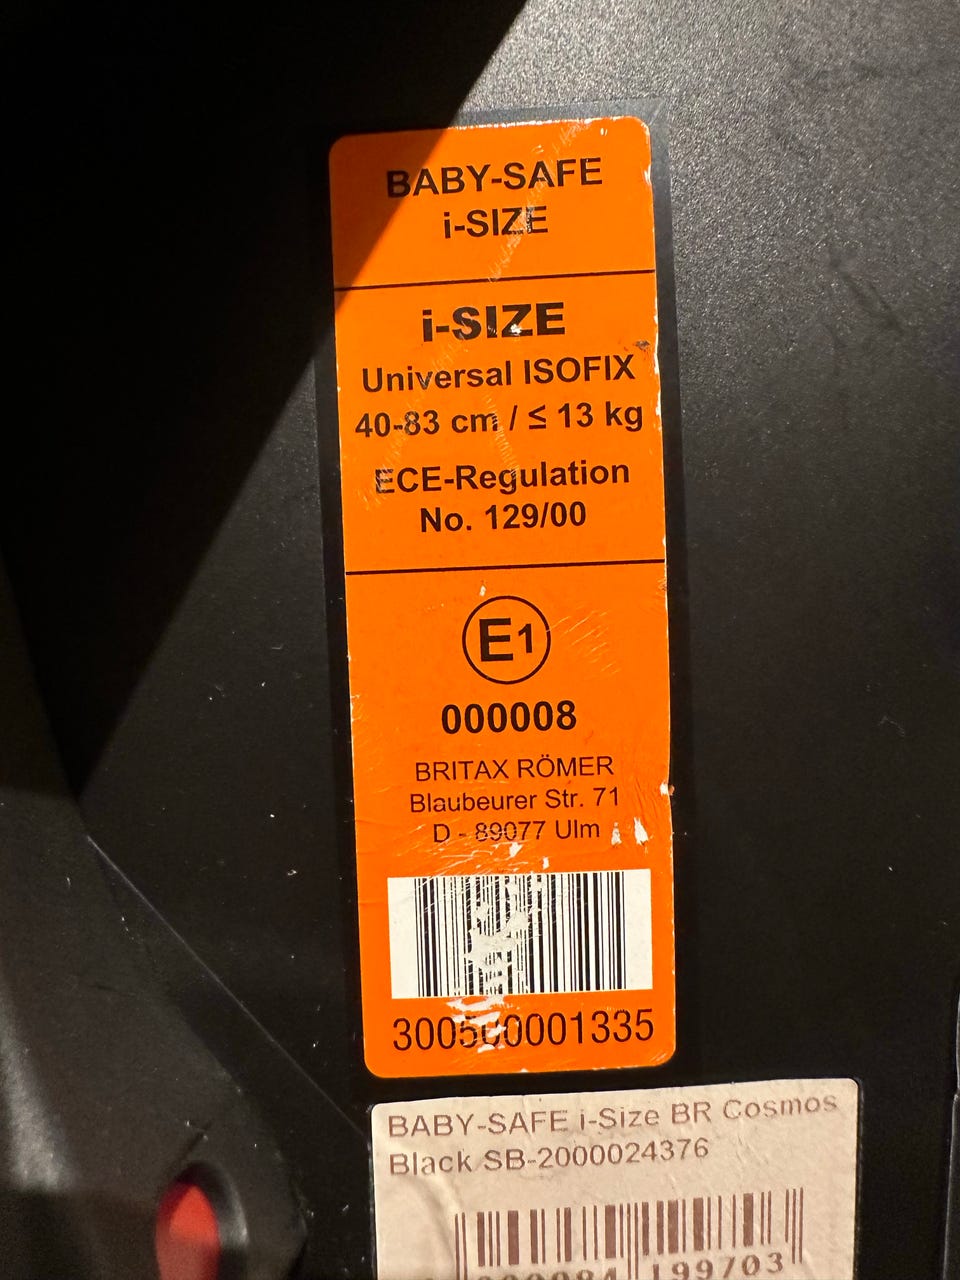 BABY-SAFE
i-SIZE
i-SIZE
Universal ISOFIX
40-83 cm / ≤ 13 kg
ECE-Regulation
No. 129/00
E1
000008
BRITAX RÖMER
Blaubeurer Str. 71
D - 89077 Ulm
300500001335
BABY-SAFE i-Size BR Cosmos
Black SB-2000024376
199703